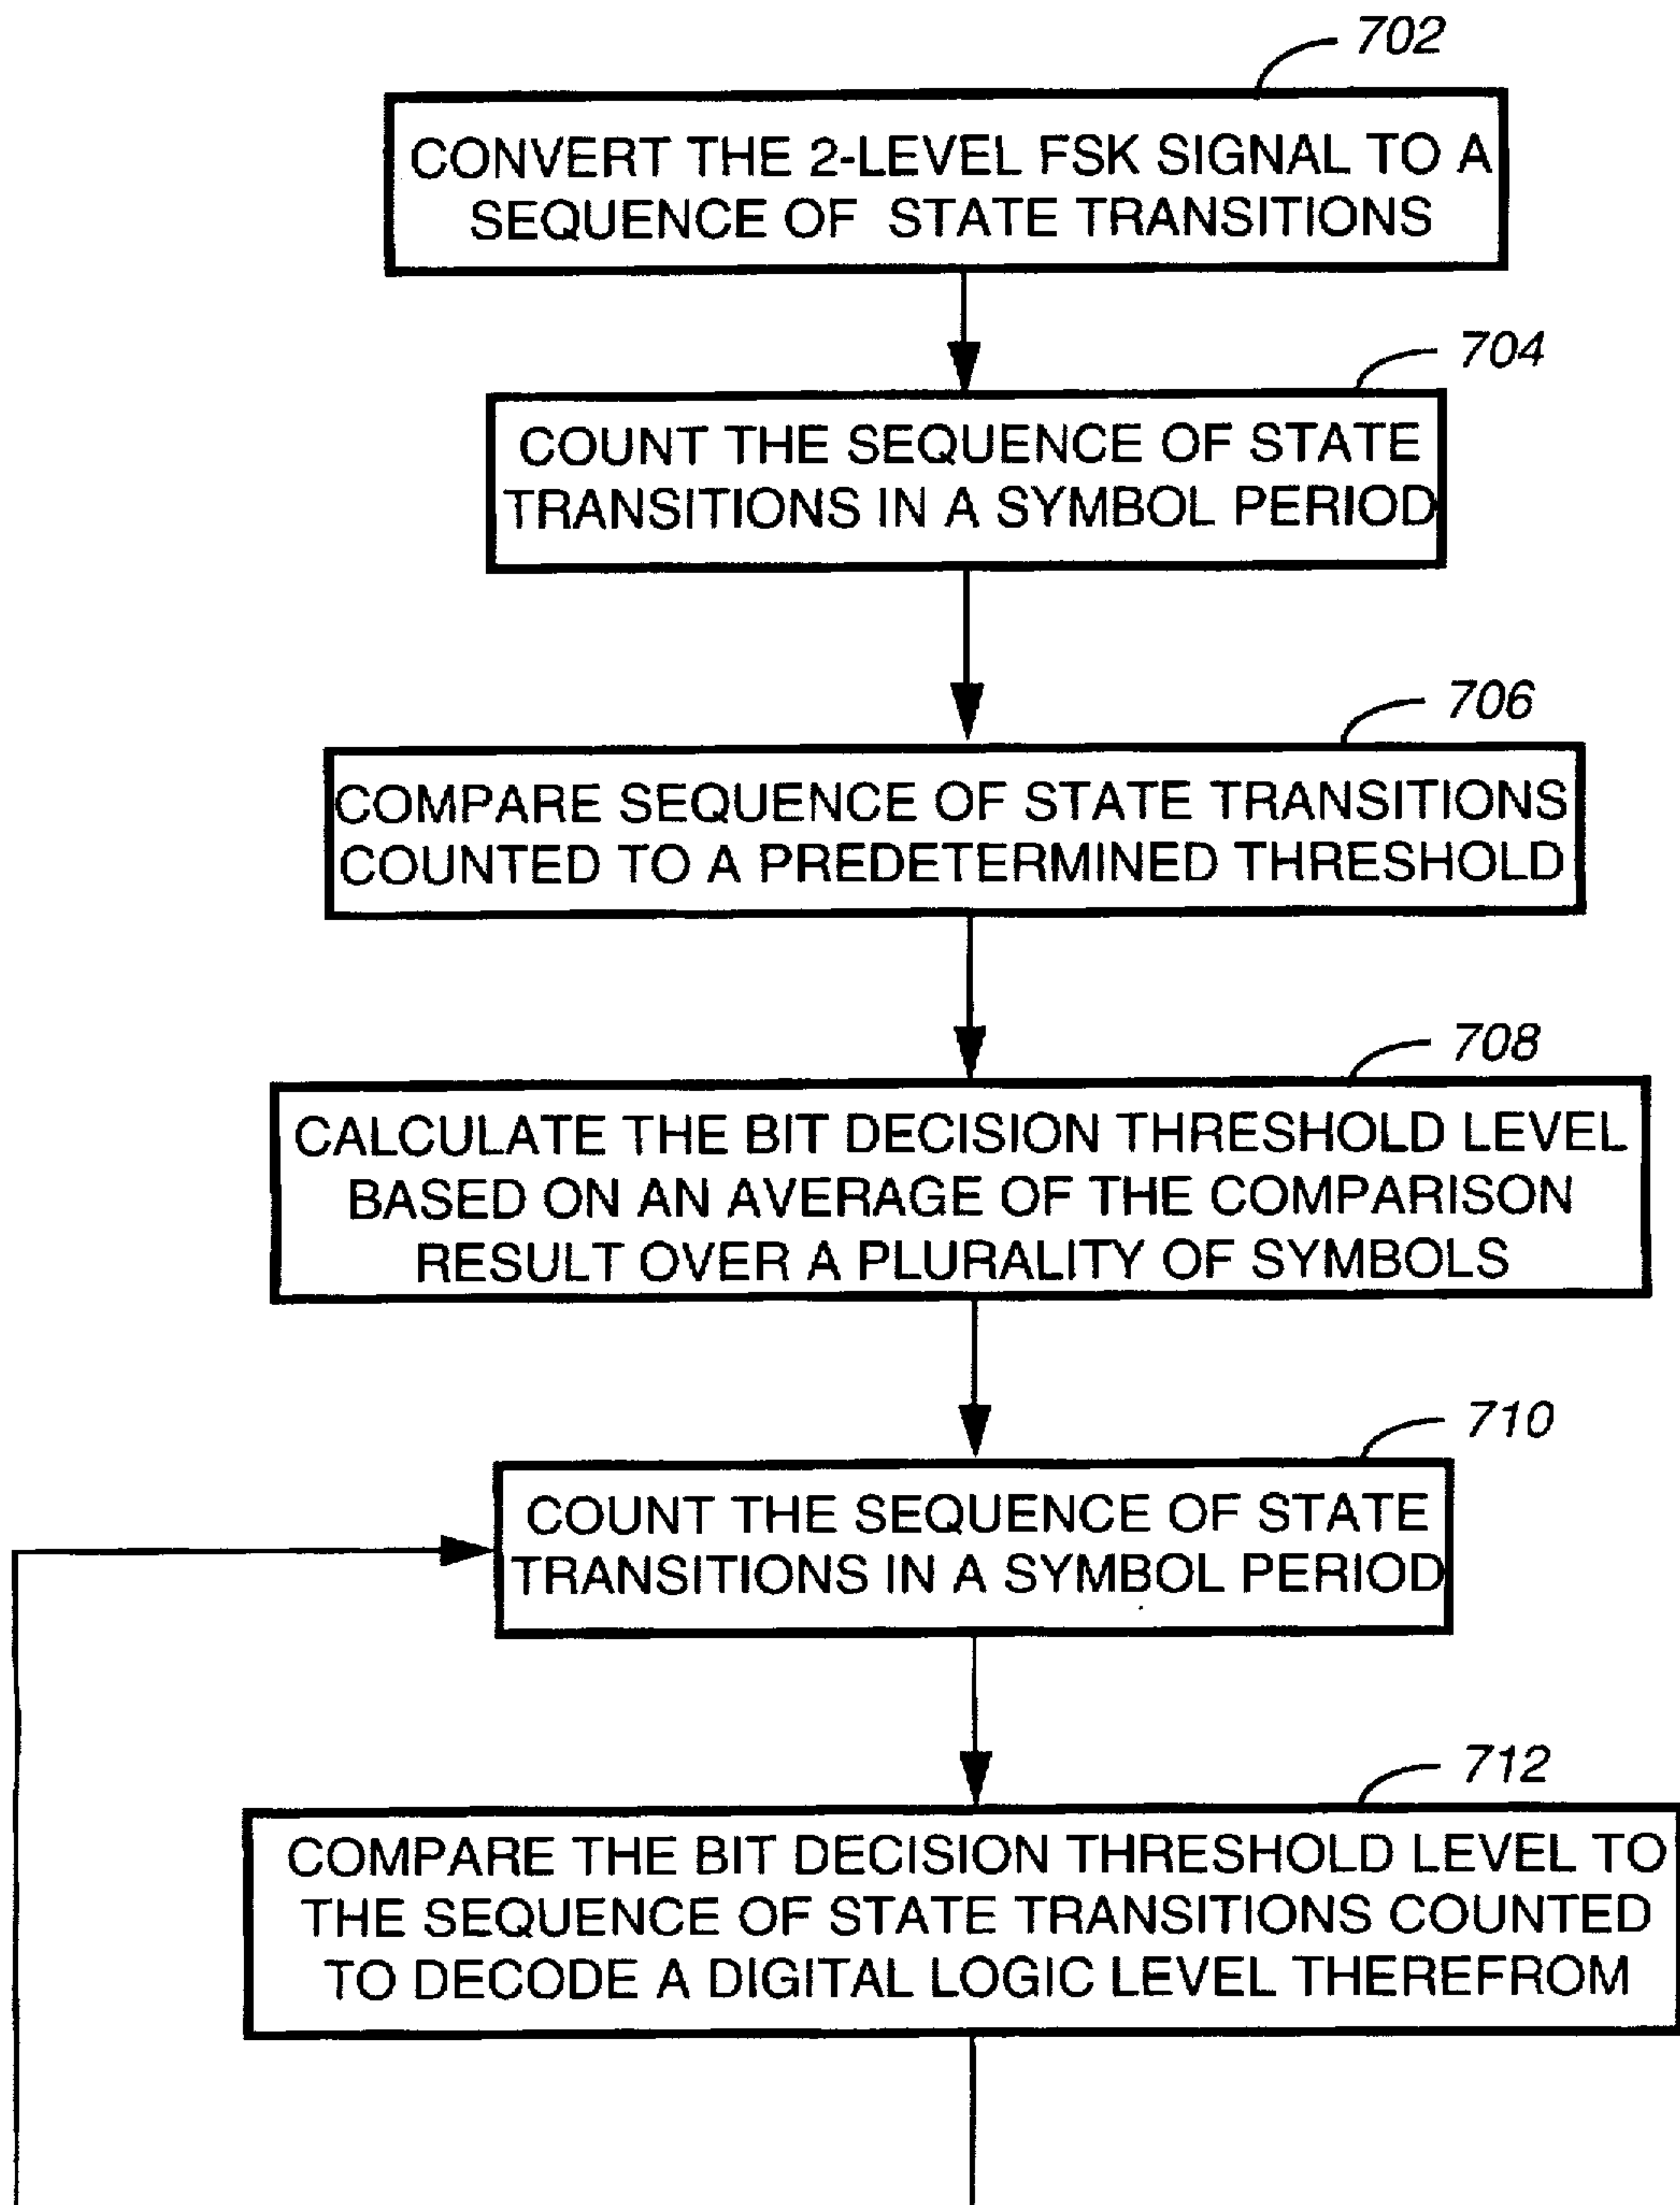 702
CONVERT THE 2-LEVEL FSK SIGNAL TO A
SEQUENCE OF STATE TRANSITIONS
704
COUNT THE SEQUENCE OF STATE
TRANSITIONS IN A SYMBOL PERIOD
706
COMPARE SEQUENCE OF STATE TRANSITIONS
COUNTED TO A PREDETERMINED THRESHOLD
708
CALCULATE THE BIT DECISION THRESHOLD LEVEL
BASED ON AN AVERAGE OF THE COMPARISON
RESULT OVER A PLURALITY OF SYMBOLS
710
COUNT THE SEQUENCE OF STATE
TRANSITIONS IN A SYMBOL PERIOD
712
COMPARE THE BIT DECISION THRESHOLD LEVEL TO
THE SEQUENCE OF STATE TRANSITIONS COUNTED
TO DECODE A DIGITAL LOGIC LEVEL THEREFROM